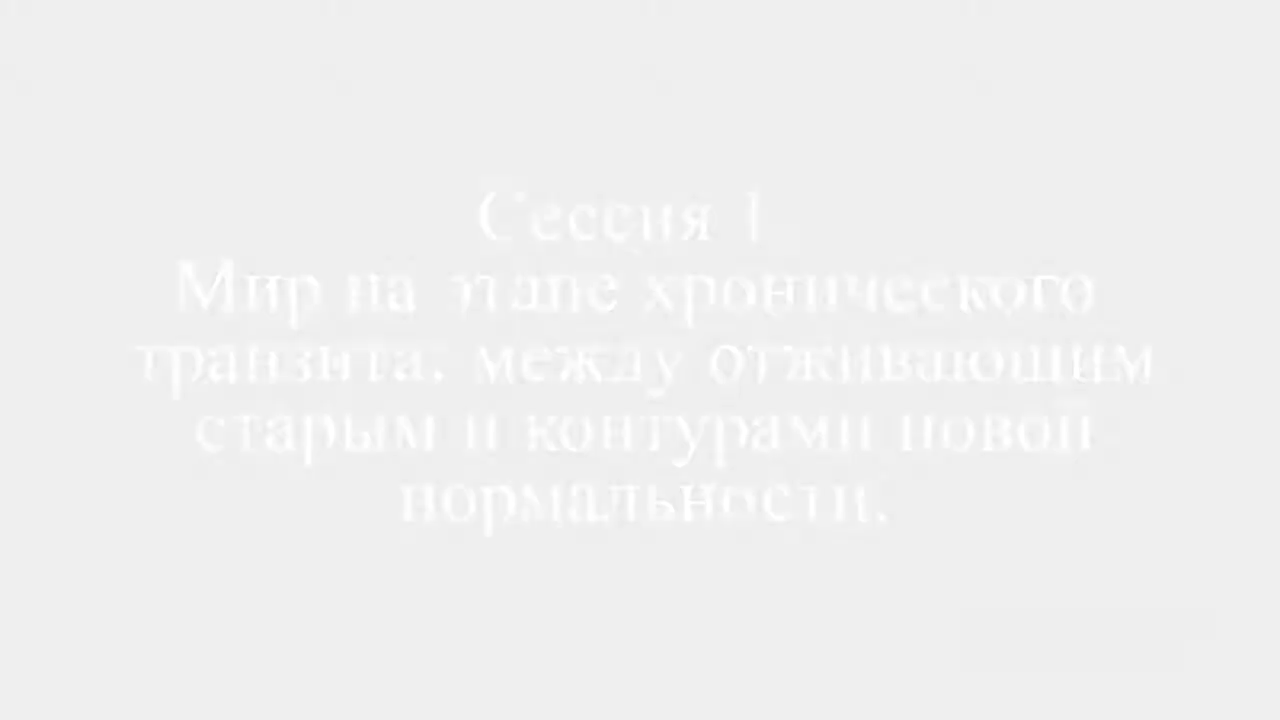 Сессия 1
Мир на этапе хронического
транзита: между отживающим
старым и контурами новой
нормальности.